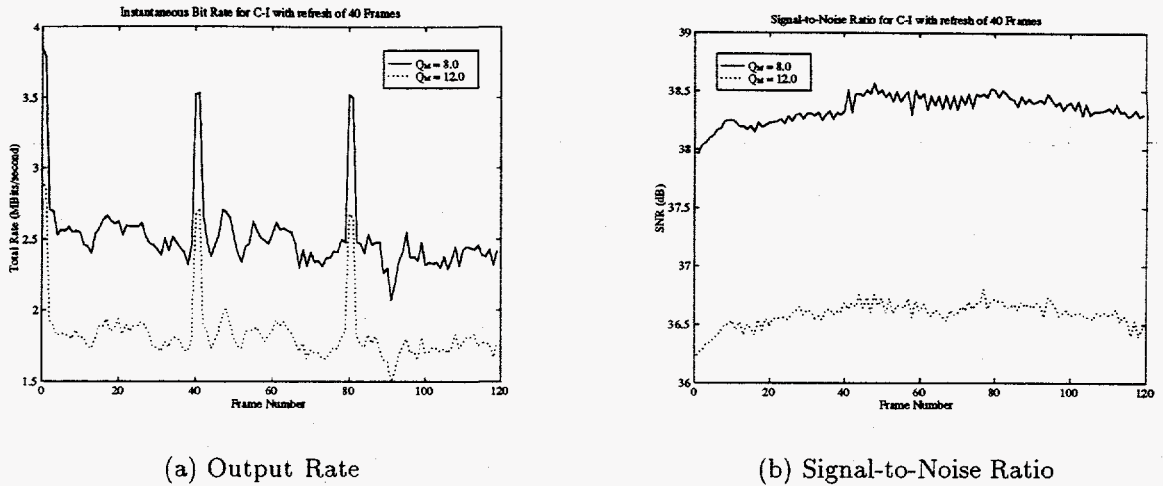 Instantaneous Bit Rate for C-I with refresh of 40 Frames
4
3.5
3
2.5
2
1.5
Total Rate (MBits/second)
Q_M = 8.0
Q_M = 12.0
0 20 40 60 80 100 120
Frame Number
(a) Output Rate
Signal-to-Noise Ratio for C-I with refresh of 40 Frames
39
38.5
38
37.5
37
36.5
36
SNR (dB)
Q_M = 8.0
Q_M = 12.0
0 20 40 60 80 100 120
Frame Number
(b) Signal-to-Noise Ratio